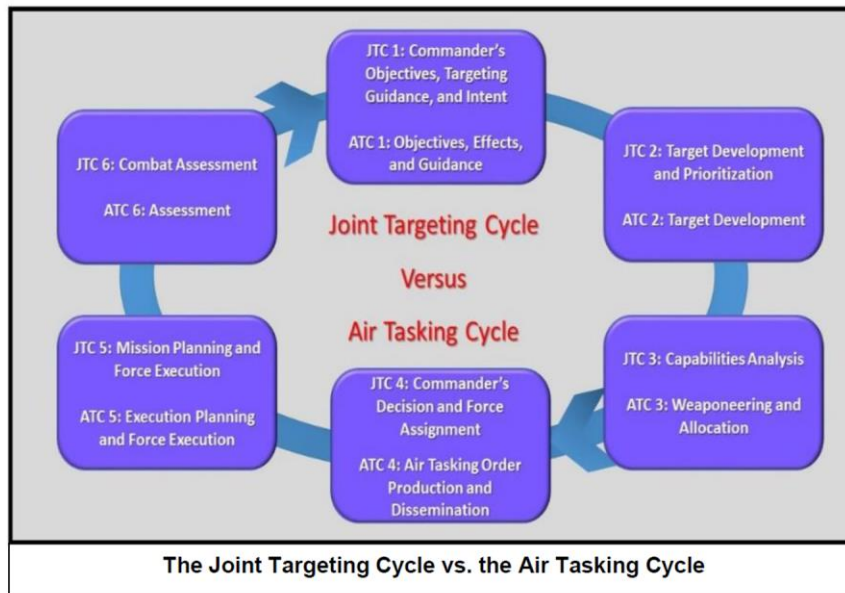 JTC 1: Commander's
Objectives, Targeting
Guidance, and Intent
ATC 1: Objectives, Effects,
and Guidance
JTC 2: Target Development
and Prioritization
ATC 2: Target Development
JTC 3: Capabilities Analysis
ATC 3: Weaponeering and
Allocation
JTC 4: Commander's
Decision and Force
Assignment
ATC 4: Air Tasking Order
Production and
Dissemination
JTC 5: Mission Planning and
Force Execution
ATC 5: Execution Planning
and Force Execution
JTC 6: Combat Assessment
ATC 6: Assessment
Joint Targeting Cycle
Versus
Air Tasking Cycle
The Joint Targeting Cycle vs. the Air Tasking Cycle